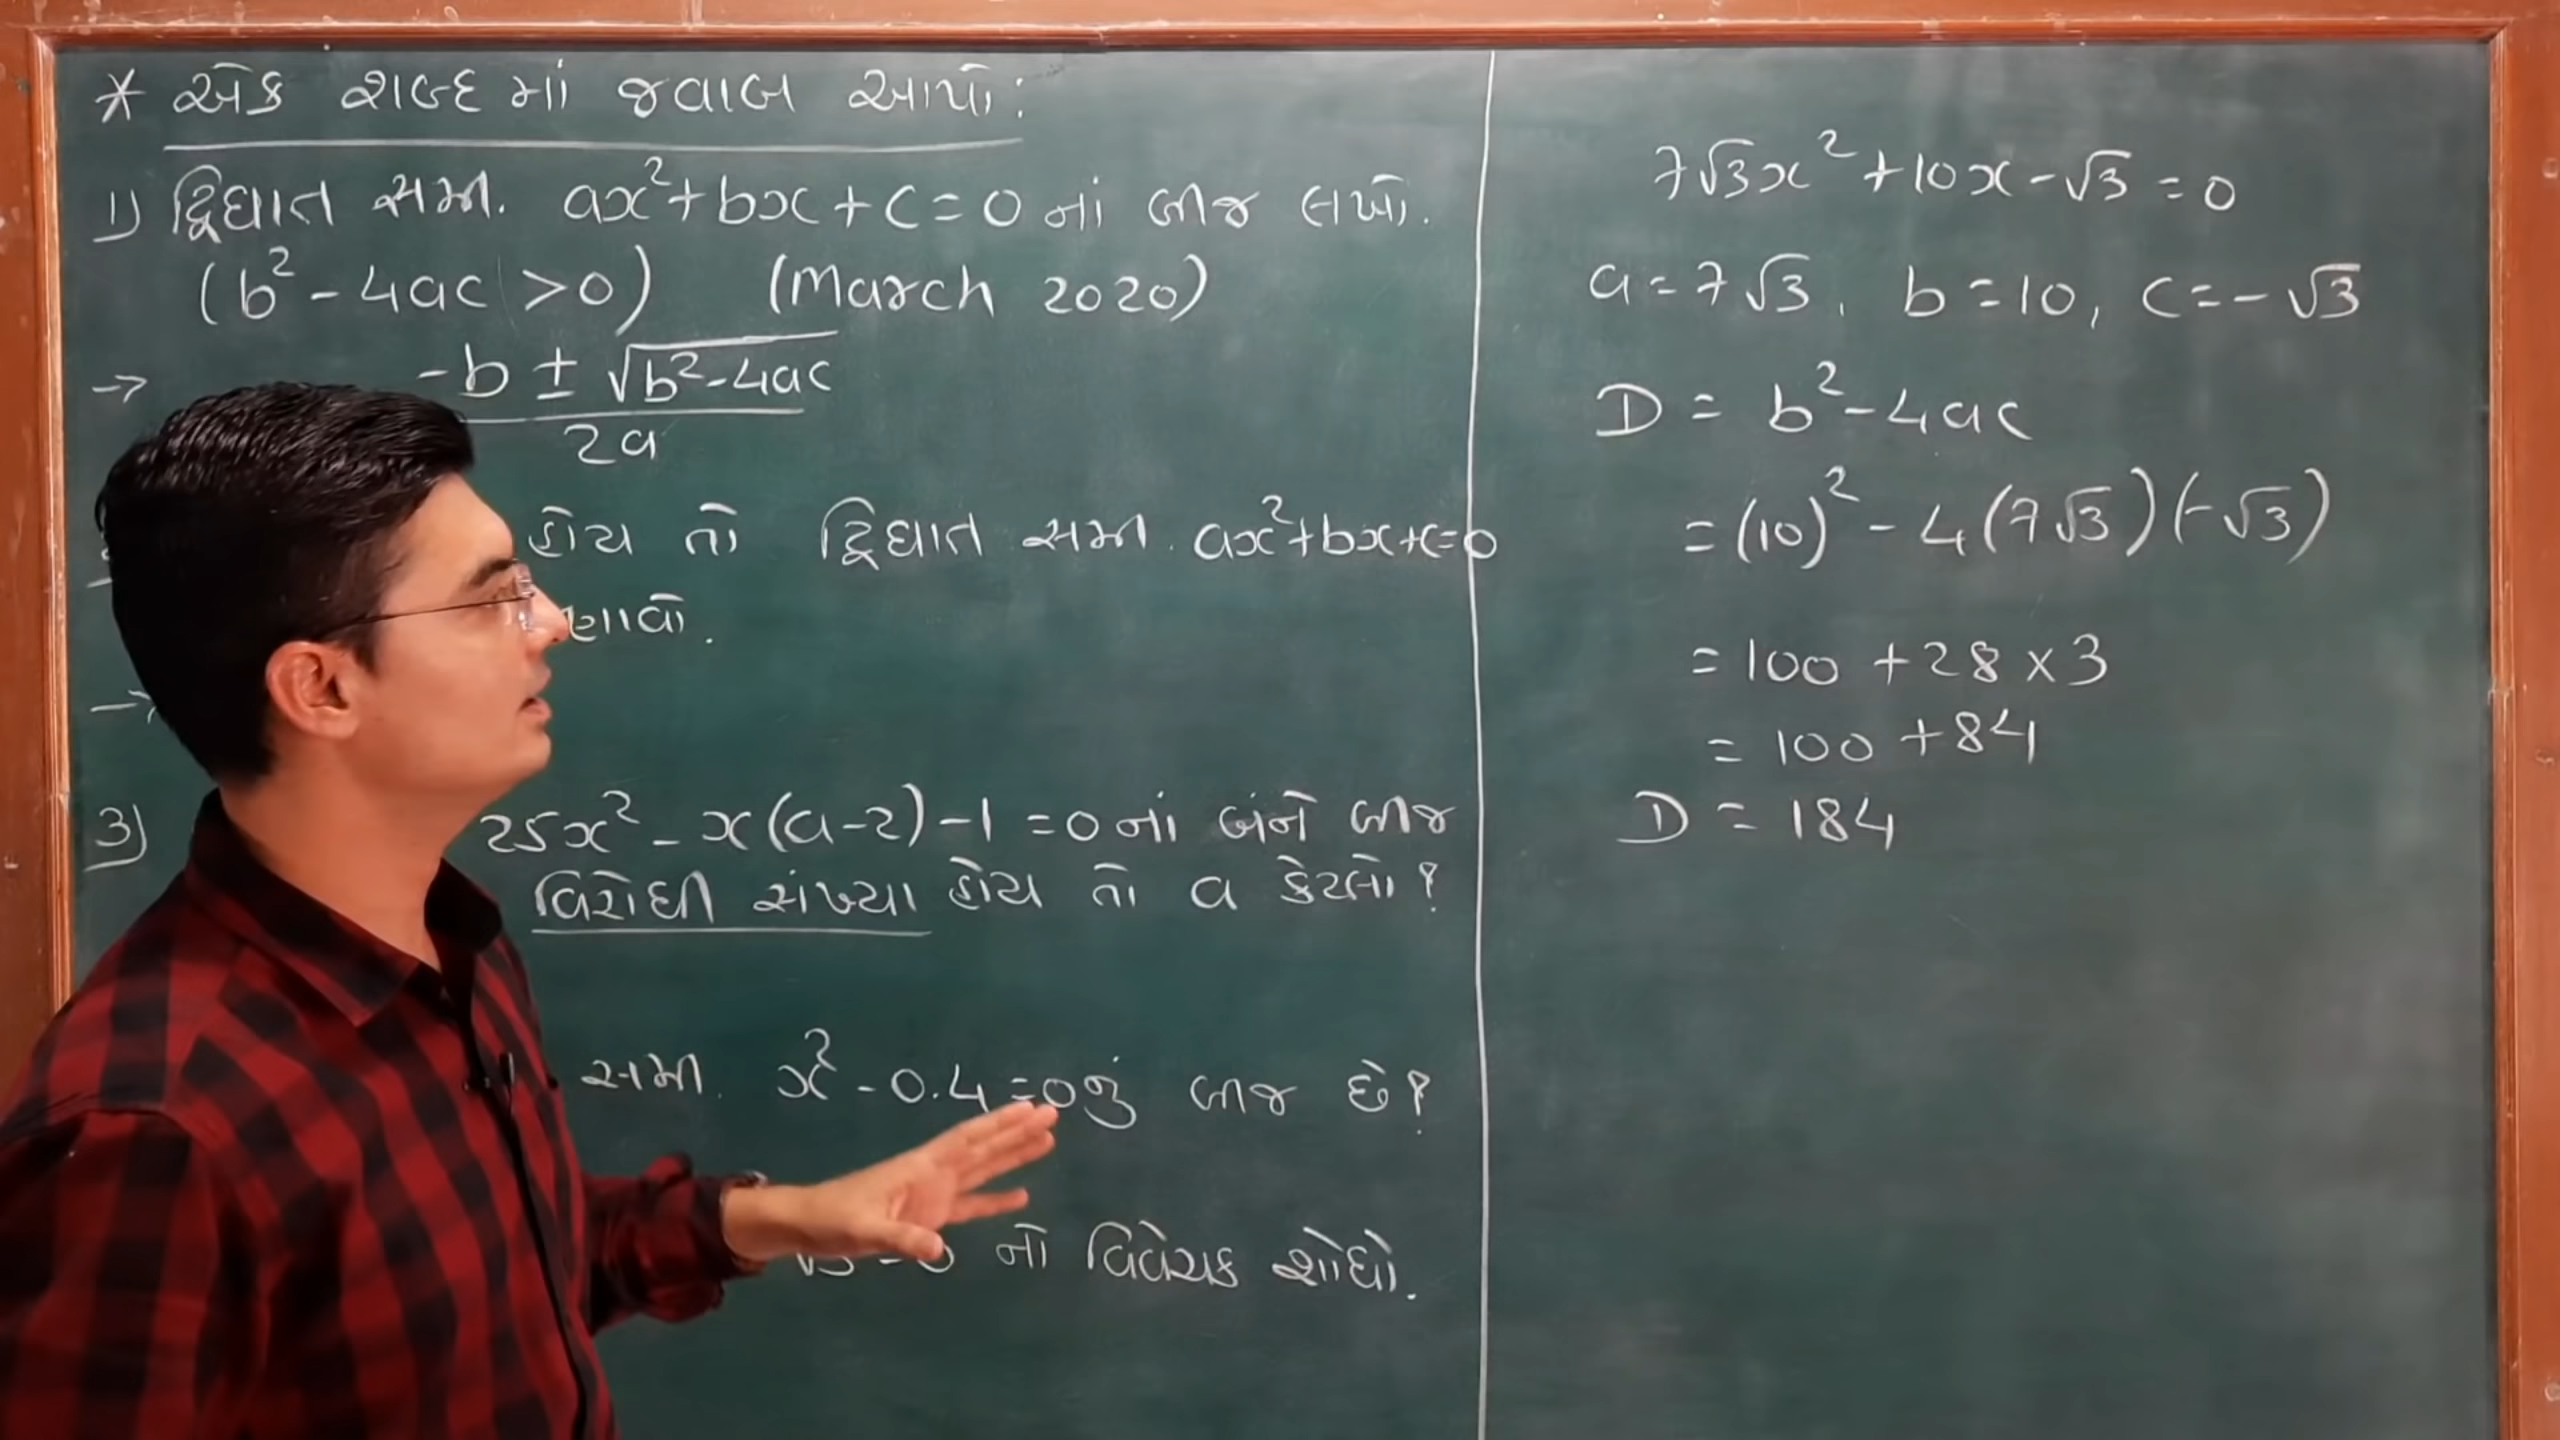 * એક શબ્દ માં જવાબ આપો:
1) દ્વિઘાત સમી. ax²+bx+c=0 નાં બીજ લખો.
(b²-4ac>0) (March 2020)
→ -b ± √b²-4ac
2a
હોય તો દ્વિઘાત સમી. ax²+bx+c=0
→
3) 25x² - x(a-2)-1=0 નાં બંને બીજ
વિરોધી સંખ્યા હોય તો a કેટલો?
સમી. x²-0.4=0નું બીજ છે?
નો વિવેચક શોધો.
7√3x²+10x-√3=0
a=7√3, b=10, c=-√3
D = b²-4ac
=(10)²-4(7√3)(-√3)
=100+28×3
=100+84
D = 184